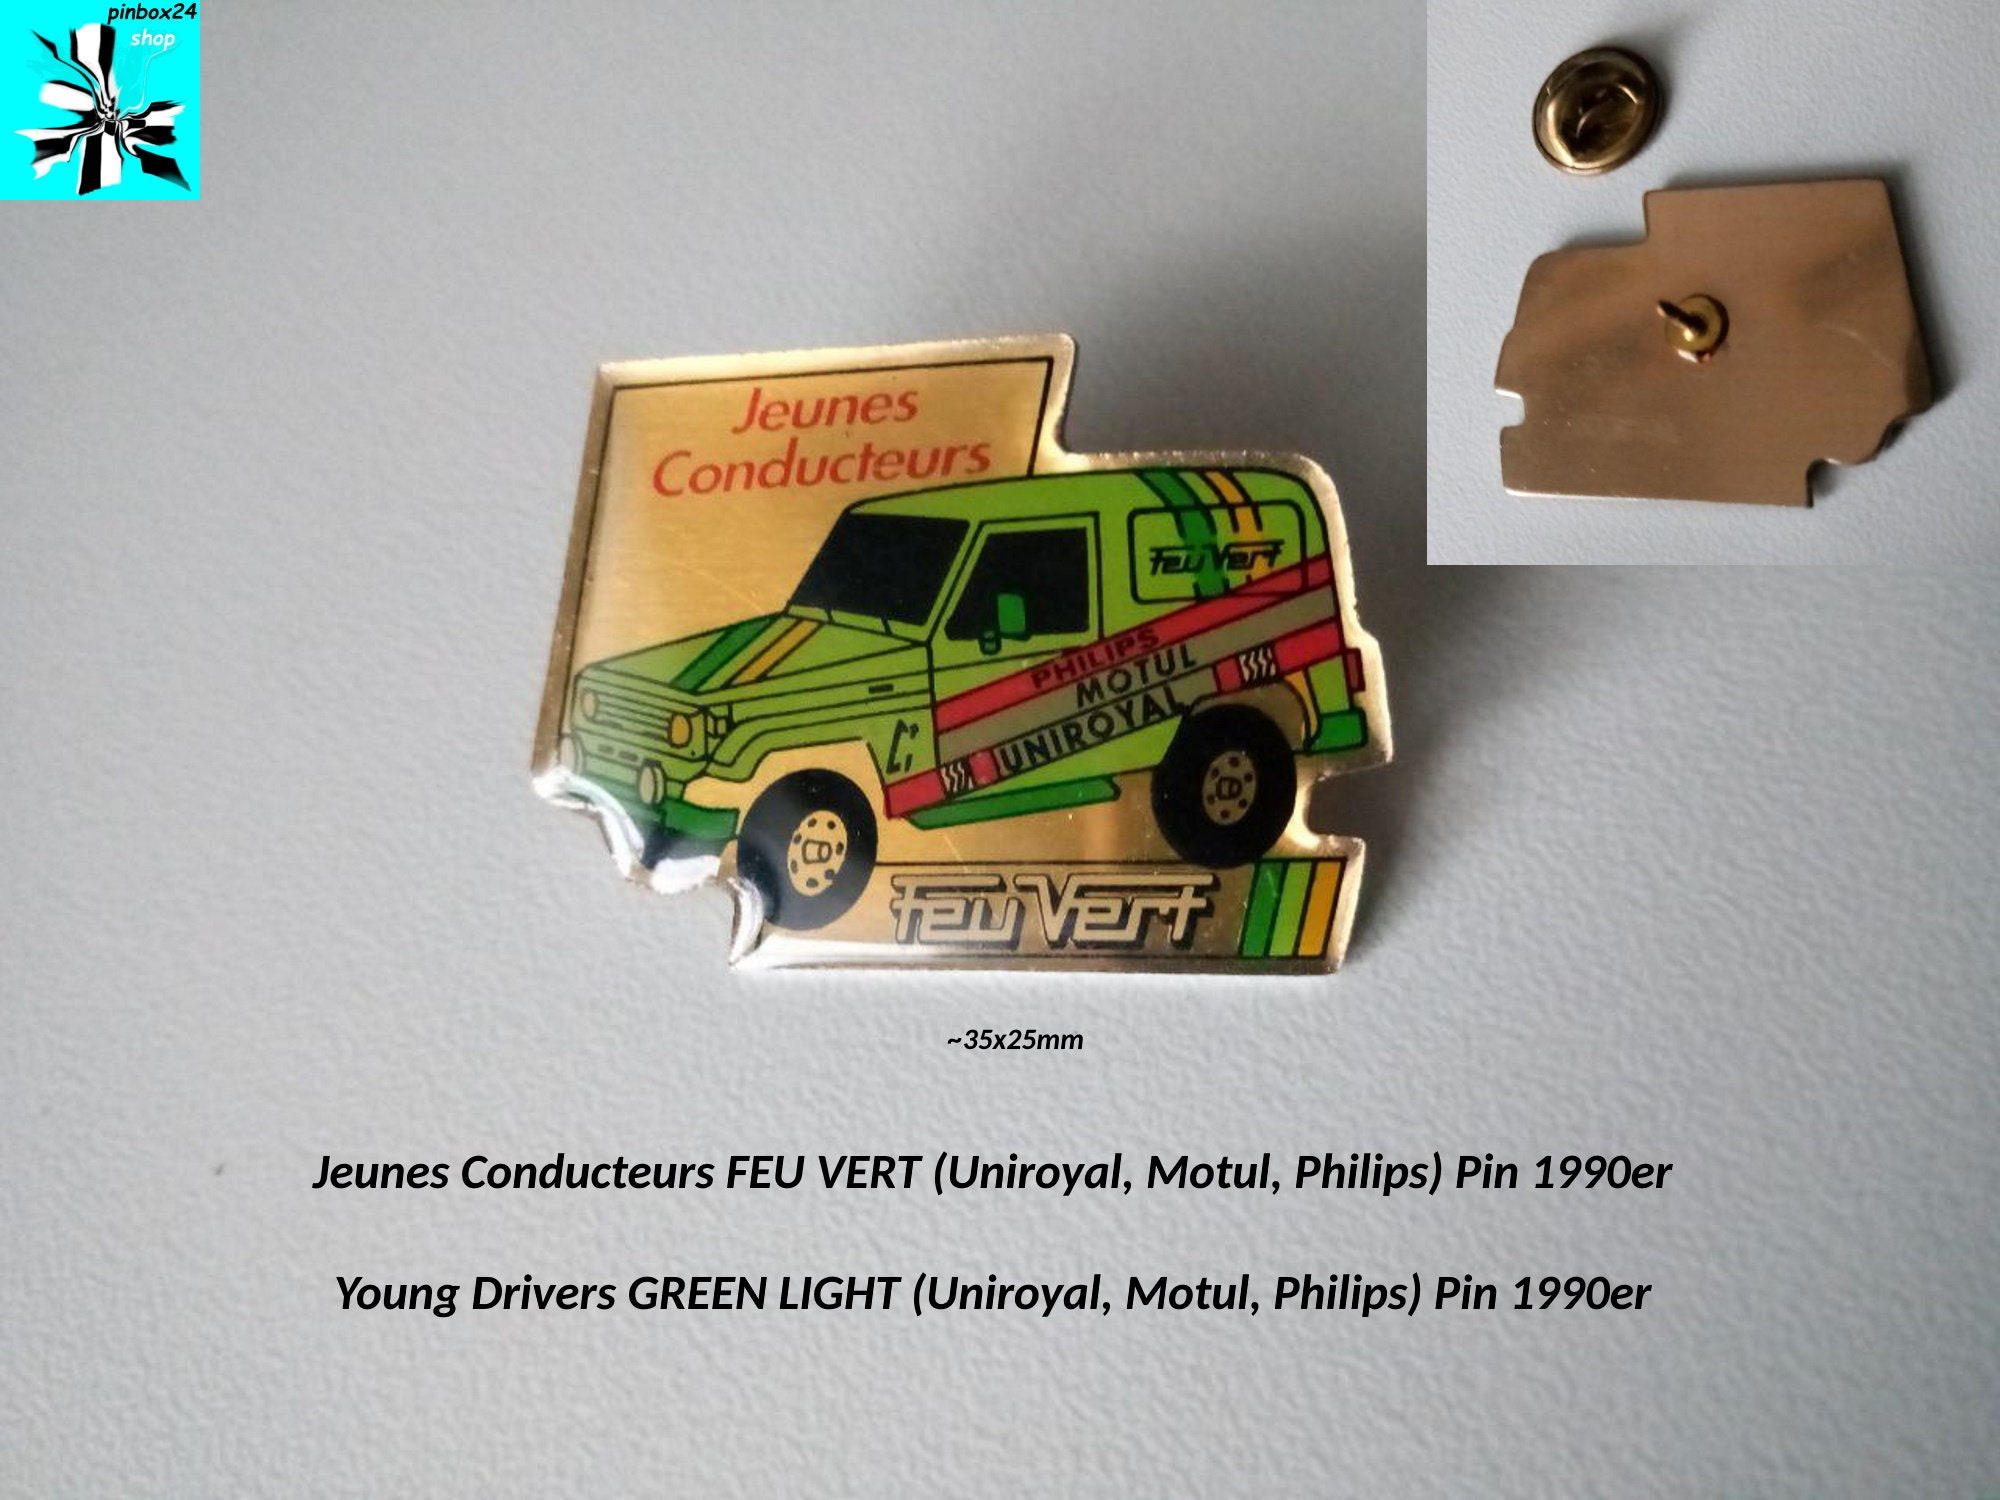 pinbox24
shop
Jeunes
Conducteurs
Feu Vert
PHILIPS
MOTUL
UNIROYAL
Feu Vert
~35x25mm
Jeunes Conducteurs FEU VERT (Uniroyal, Motul, Philips) Pin 1990er
Young Drivers GREEN LIGHT (Uniroyal, Motul, Philips) Pin 1990er